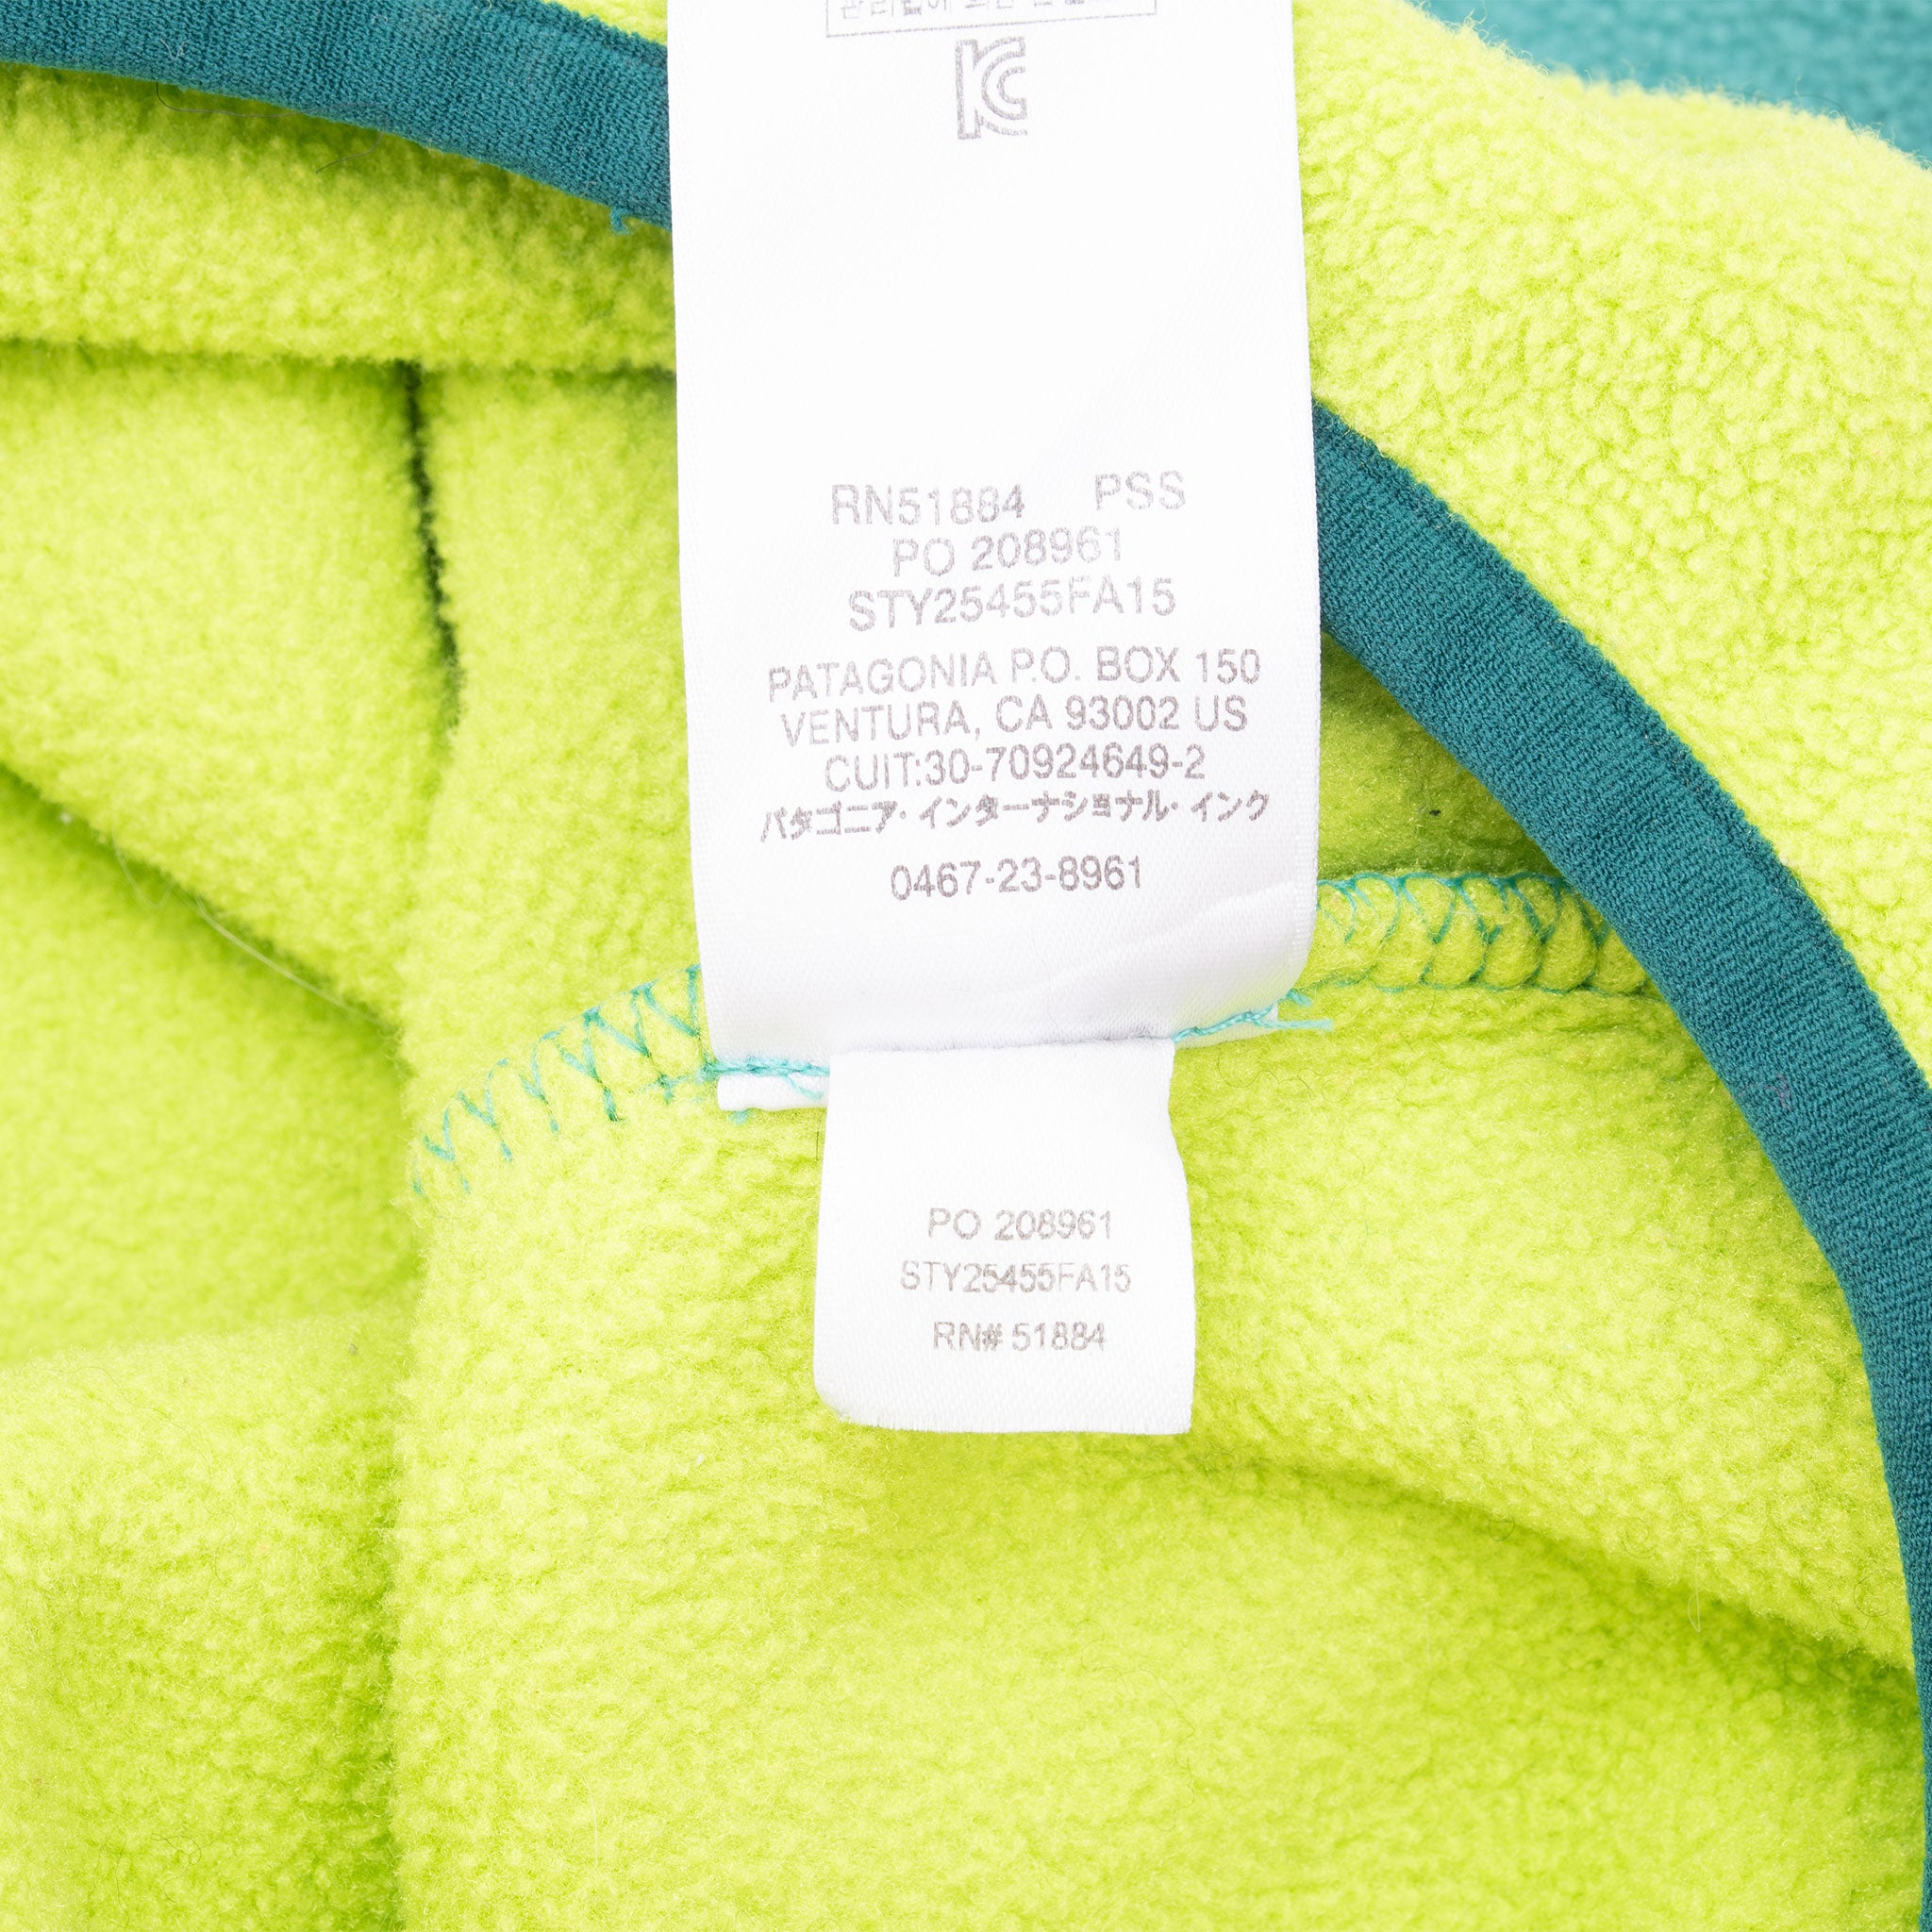 KC
RN51884 PSS
PO 208961
STY25455FA15
PATAGONIA P.O. BOX 150
VENTURA, CA 93002 US
CUIT:30-70924649-2
パタゴニア・インターナショナル・インク
0467-23-8961
PO 208961
STY25455FA15
RN# 51884